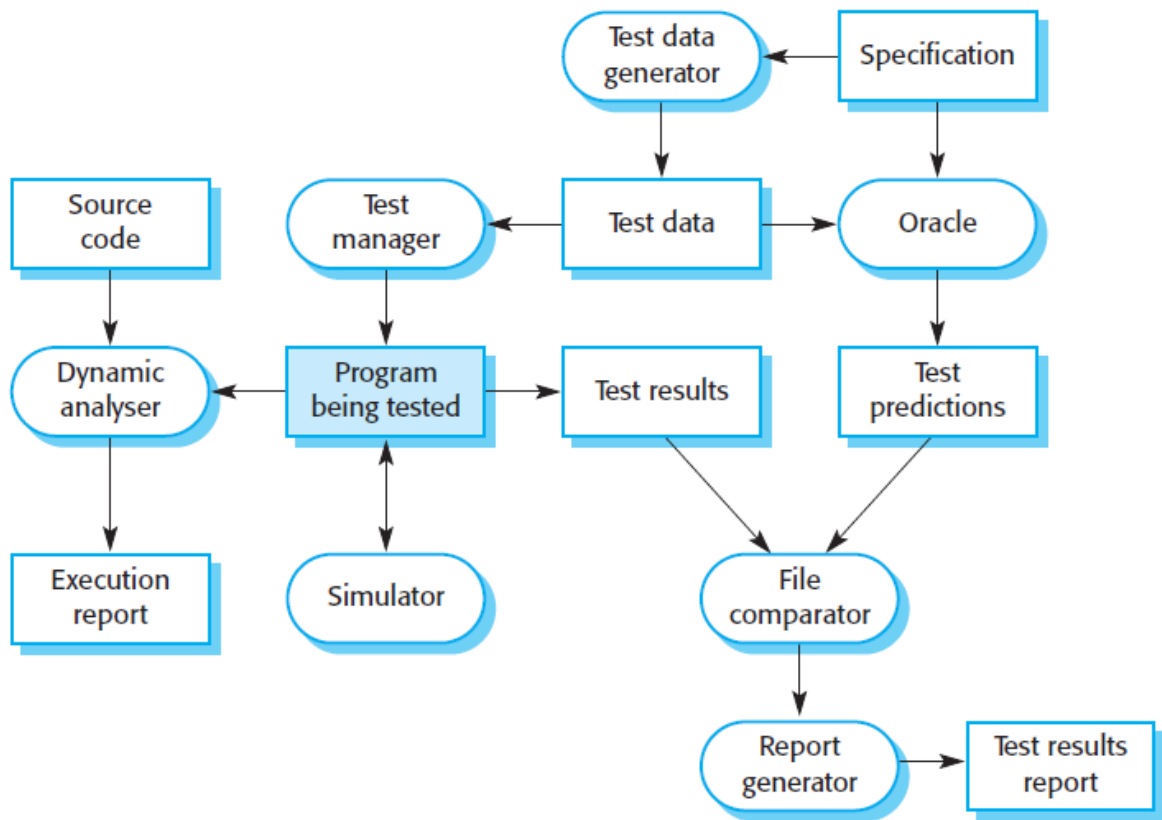 Test data
generator
Specification
Source
code
Test
manager
Test data
Oracle
Dynamic
analyser
Program
being tested
Test results
Test
predictions
Execution
report
Simulator
File
comparator
Report
generator
Test results
report